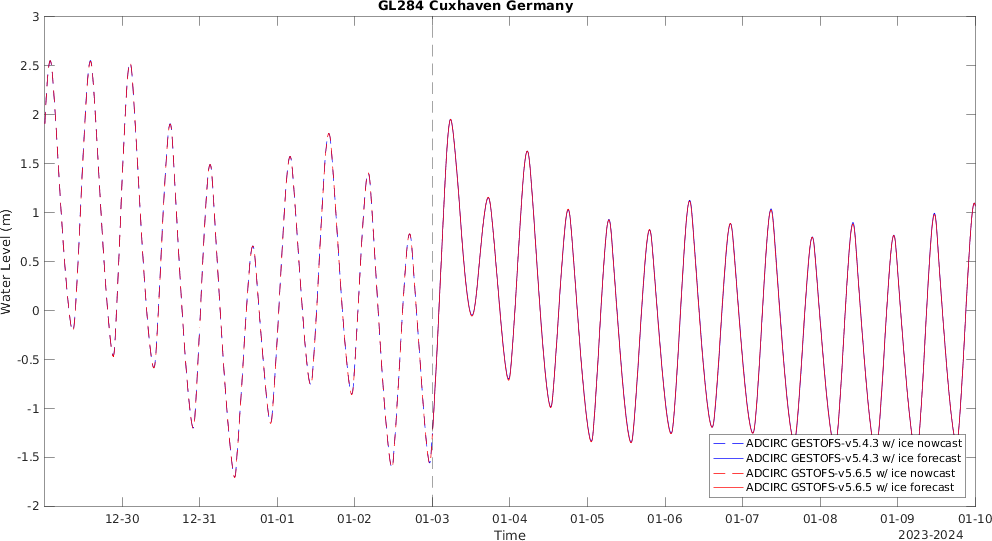 GL284 Cuxhaven Germany
3
2.5
2
1.5
1
0.5
0
-0.5
-1
-1.5
-2
Water Level (m)
ADCIRC GESTOFS-v5.4.3 w/ ice nowcast
ADCIRC GESTOFS-v5.4.3 w/ ice forecast
ADCIRC GSTOFS-v5.6.5 w/ ice nowcast
ADCIRC GSTOFS-v5.6.5 w/ ice forecast
12-30 12-31 01-01 01-02 01-03 01-04 01-05 01-06 01-07 01-08 01-09 01-10
Time
2023-2024